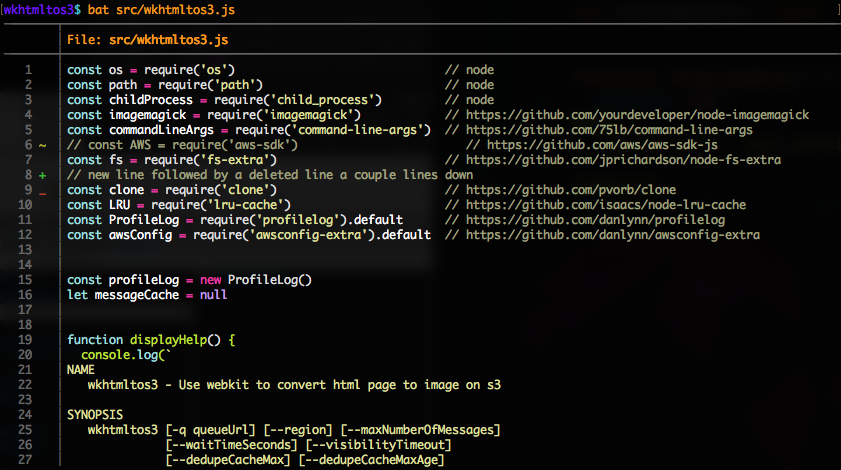 [wkhtmltos3$ bat src/wkhtmltos3.js ]
File: src/wkhtmltos3.js
1 const os = require('os') // node
2 const path = require('path') // node
3 const childProcess = require('child_process') // node
4 const imagemagick = require('imagemagick') // https://github.com/yourdeveloper/node-imagemagick
5 const commandLineArgs = require('command-line-args') // https://github.com/75lb/command-line-args
6 ~ // const AWS = require('aws-sdk') // https://github.com/aws/aws-sdk-js
7 const fs = require('fs-extra') // https://github.com/jprichardson/node-fs-extra
8 + // new line followed by a deleted line a couple lines down
9 _ const clone = require('clone') // https://github.com/pvorb/clone
10 const LRU = require('lru-cache') // https://github.com/isaacs/node-lru-cache
11 const ProfileLog = require('profilelog').default // https://github.com/danlynn/profilelog
12 const awsConfig = require('awsconfig-extra').default // https://github.com/danlynn/awsconfig-extra
13
14
15 const profileLog = new ProfileLog()
16 let messageCache = null
17
18
19 function displayHelp() {
20 console.log(`
21 NAME
22 wkhtmltos3 - Use webkit to convert html page to image on s3
23
24 SYNOPSIS
25 wkhtmltos3 [-q queueUrl] [--region] [--maxNumberOfMessages]
26 [--waitTimeSeconds] [--visibilityTimeout]
27 [--dedupeCacheMax] [--dedupeCacheMaxAge]